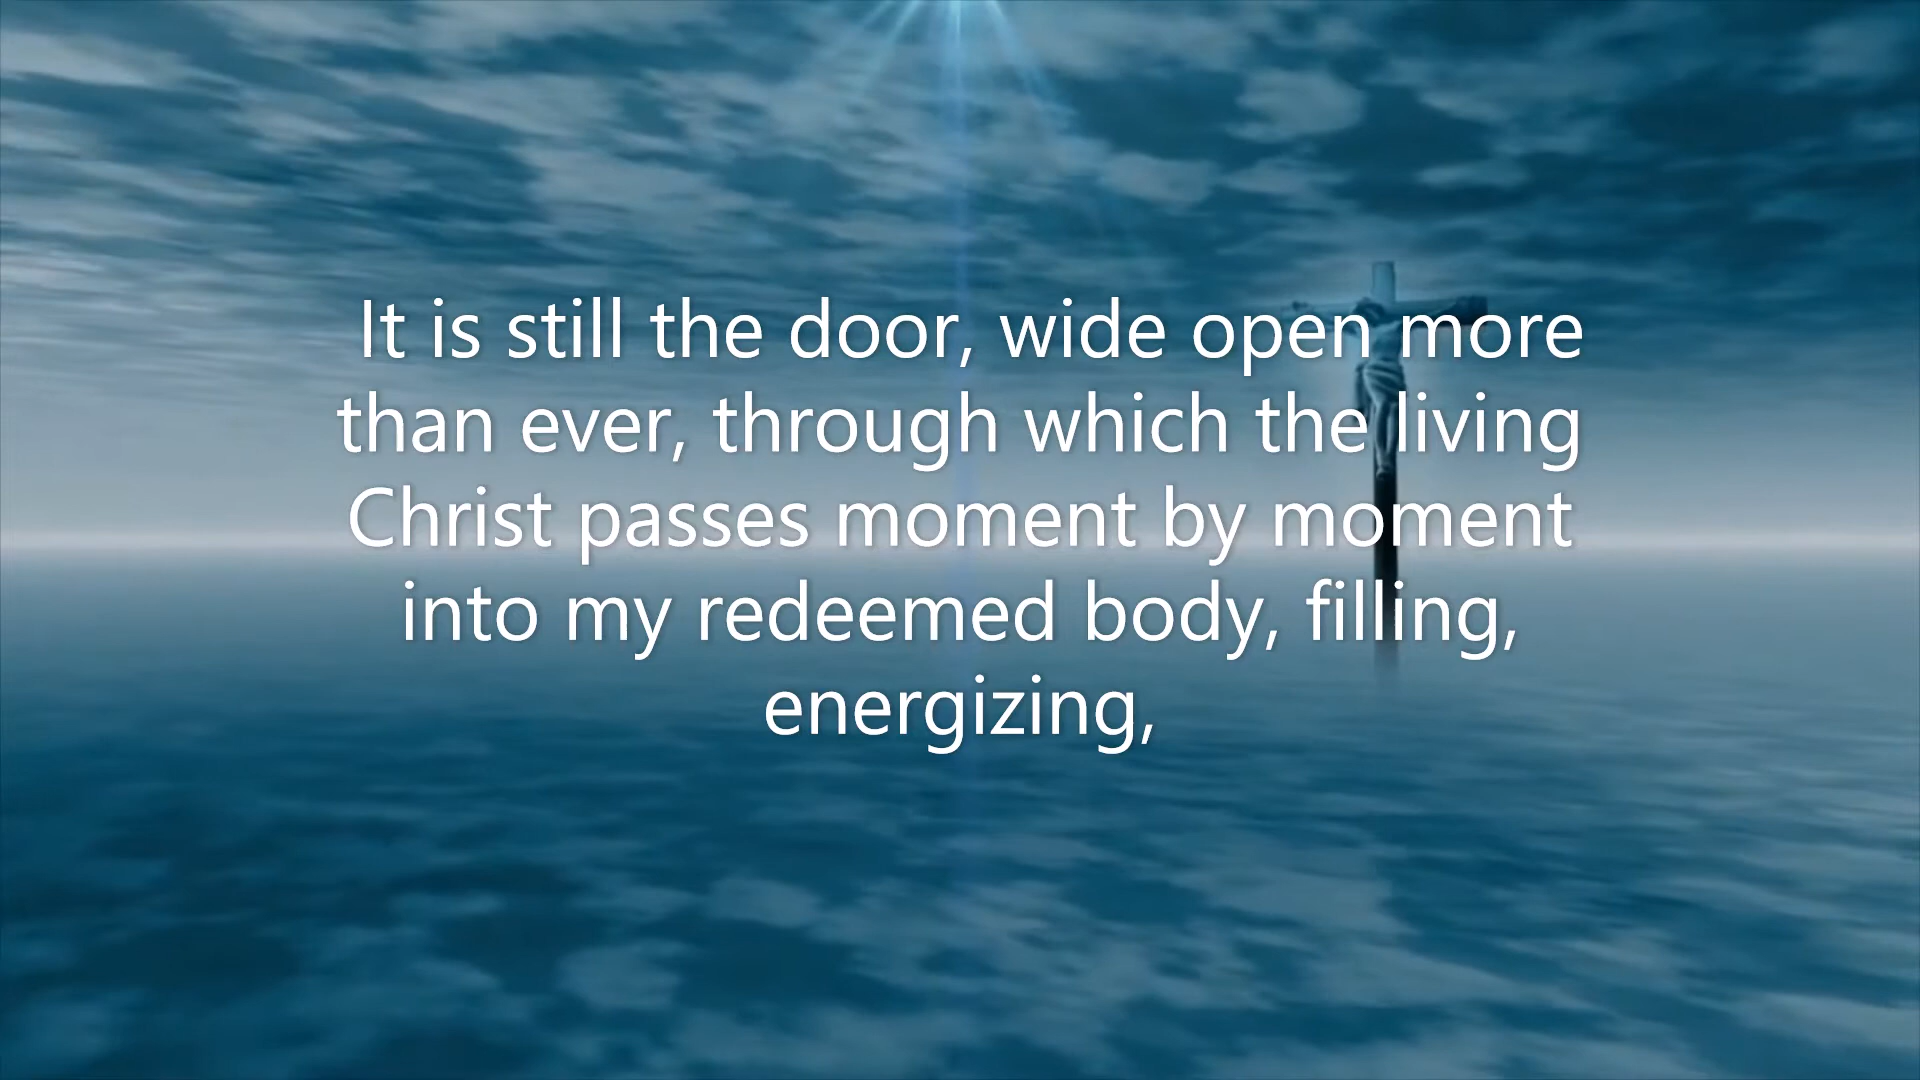 It is still the door, wide open more
than ever, through which the living
Christ passes moment by moment
into my redeemed body, filling,
energizing,